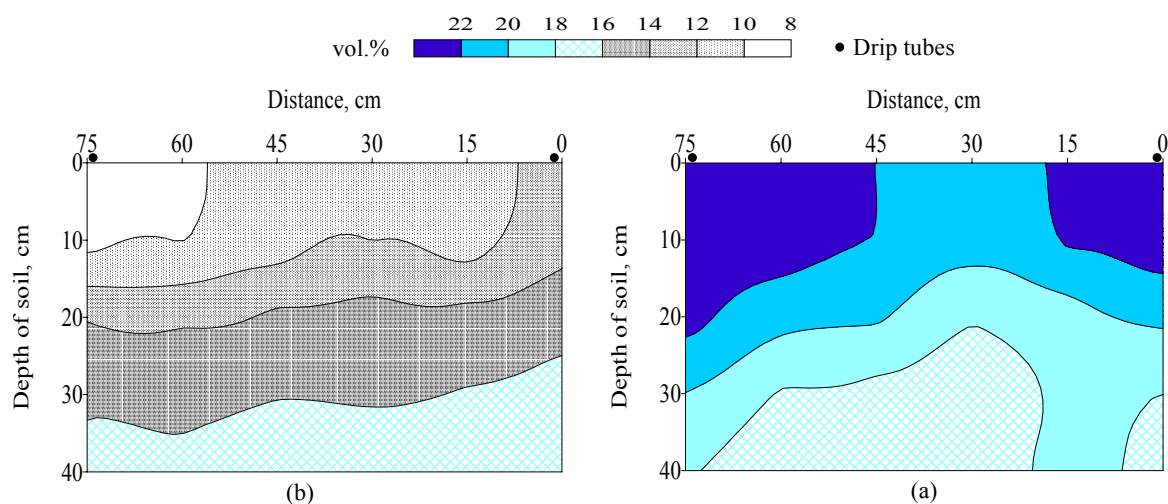 22 20 18 16 14 12 10 8
vol.% Drip tubes
Distance, cm Distance, cm
75 60 45 30 15 0 75 60 45 30 15 0
0 0
10 10
20 20
30 30
40 40
Depth of soil, cm Depth of soil, cm
(b) (a)